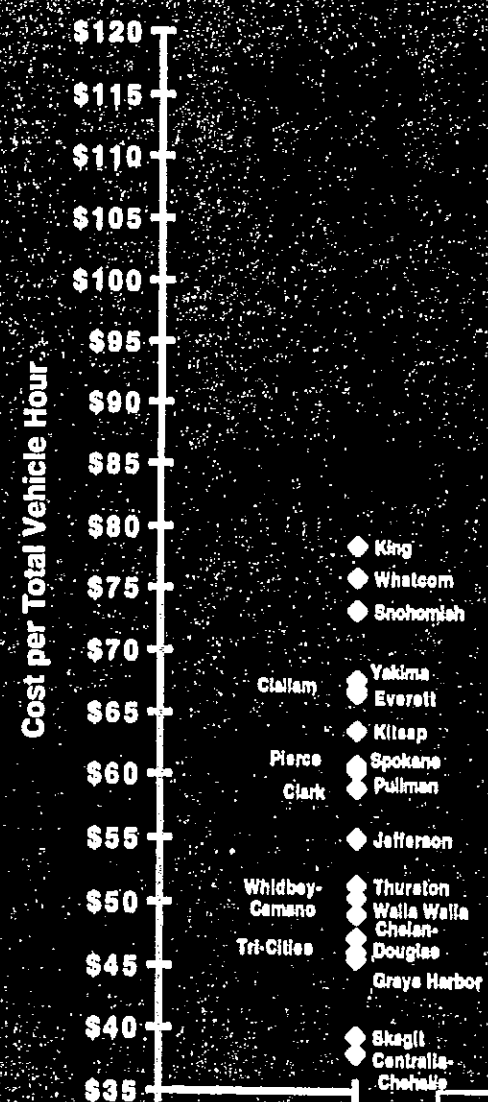 $120
$115
$110
$105
$100
$95
$90
$85
$80
$75
$70
$65
$60
$55
$50
$45
$40
$35
Cost per Total Vehicle Hour
King
Whatcom
Snohomish
Yakima
Clallam
Everett
Kitsap
Pierce
Spokane
Clark
Pullman
Jefferson
Whidbey-
Camano
Thurston
Walla Walla
Chelan-
Douglas
Tri-Cities
Grays Harbor
Skagit
Centralia-
Chehalis